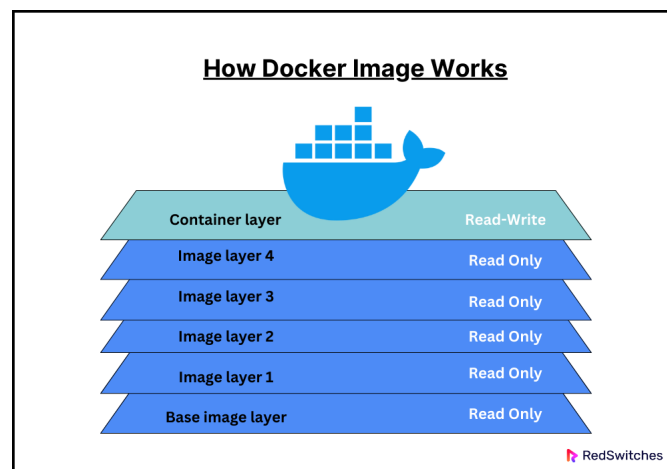 How Docker Image Works
Container layer Read-Write
Image layer 4 Read Only
Image layer 3 Read Only
Image layer 2 Read Only
Image layer 1 Read Only
Base image layer Read Only
RedSwitches